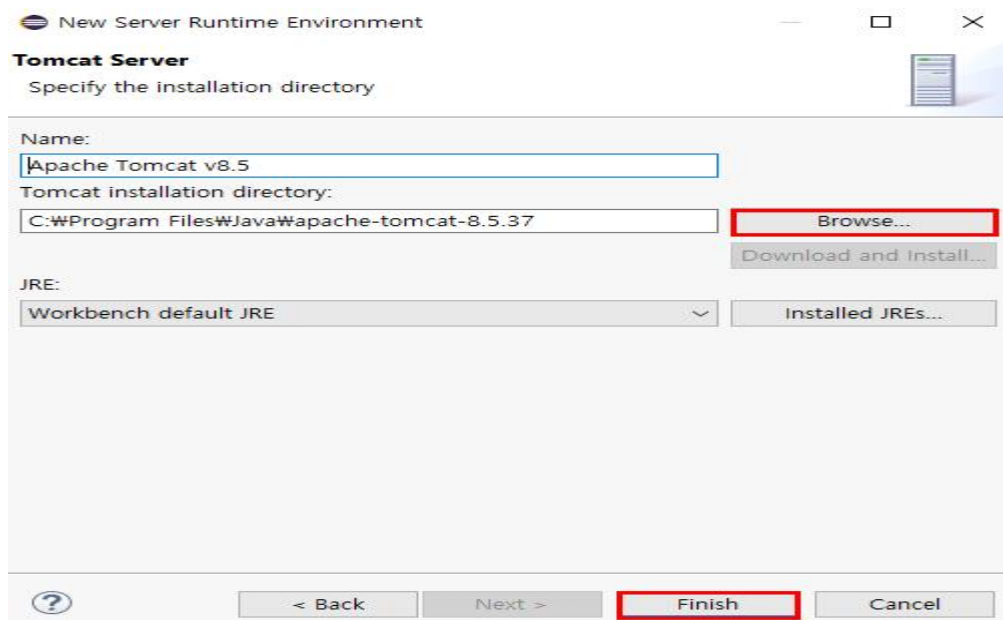 New Server Runtime Environment
Tomcat Server
Specify the installation directory
Name:
Apache Tomcat v8.5
Tomcat installation directory:
C:₩Program Files₩Java₩apache-tomcat-8.5.37
Browse...
Download and Install...
JRE:
Workbench default JRE
Installed JREs...
?
< Back
Next >
Finish
Cancel